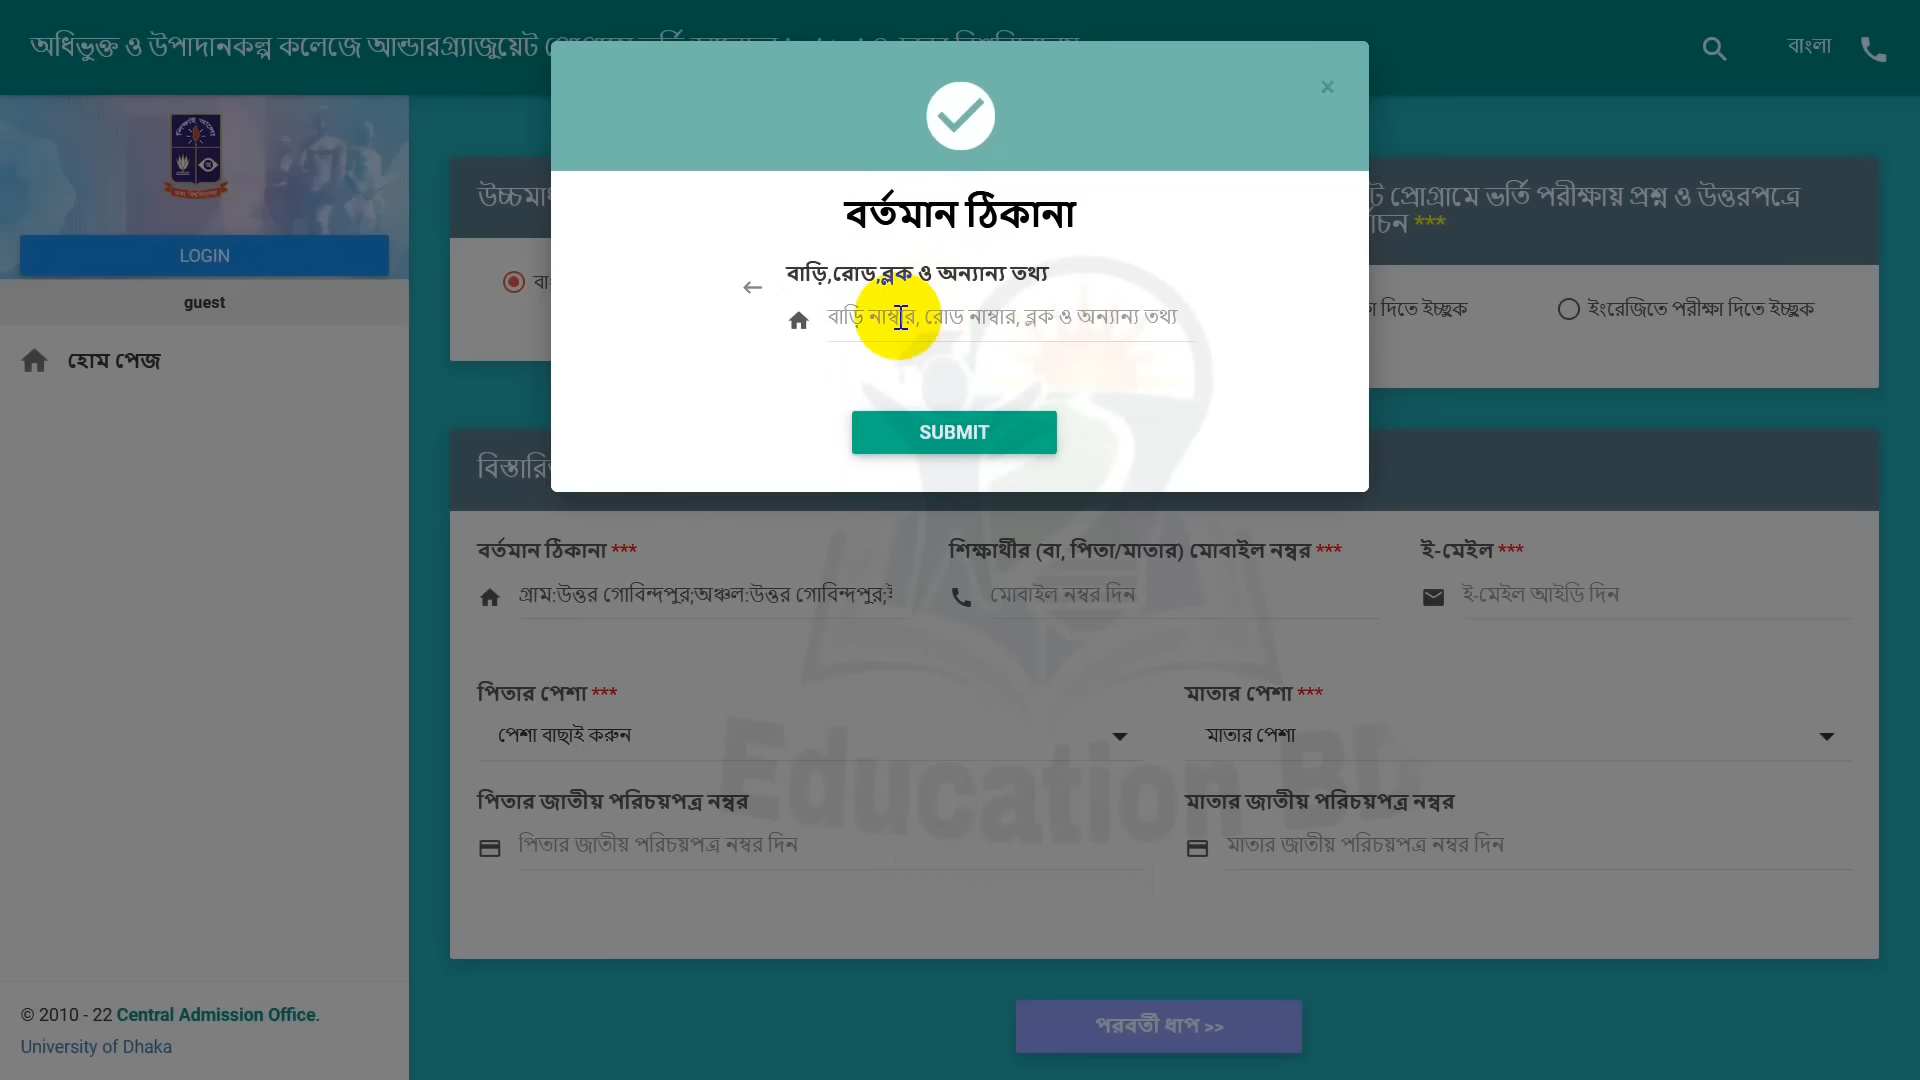 অধিভুক্ত ও উপাদানকল্প কলেজে আন্ডারগ্র্যাজুয়েট
বাংলা
LOGIN
guest
হোম পেজ
© 2010 - 22 Central Admission Office.
University of Dhaka
×
বর্তমান ঠিকানা
বাড়ি,রোড,ব্লক ও অন্যান্য তথ্য
বাড়ি নাম্বার, রোড নাম্বার, ব্লক ও অন্যান্য তথ্য
SUBMIT
প্রোগ্রামে ভর্তি পরীক্ষায় প্রশ্ন ও উত্তরপত্রে
***
দিতে ইচ্ছুক
ইংরেজিতে পরীক্ষা দিতে ইচ্ছুক
বর্তমান ঠিকানা ***
গ্রাম:উত্তর গোবিন্দপুর;অঞ্চল:উত্তর গোবিন্দপুর;
শিক্ষার্থীর (বা, পিতা/মাতার) মোবাইল নম্বর ***
মোবাইল নম্বর দিন
ই-মেইল ***
ই-মেইল আইডি দিন
পিতার পেশা ***
পেশা বাছাই করুন
মাতার পেশা ***
মাতার পেশা
পিতার জাতীয় পরিচয়পত্র নম্বর
পিতার জাতীয় পরিচয়পত্র নম্বর দিন
মাতার জাতীয় পরিচয়পত্র নম্বর
মাতার জাতীয় পরিচয়পত্র নম্বর দিন
Education BD
পরবর্তী ধাপ >>